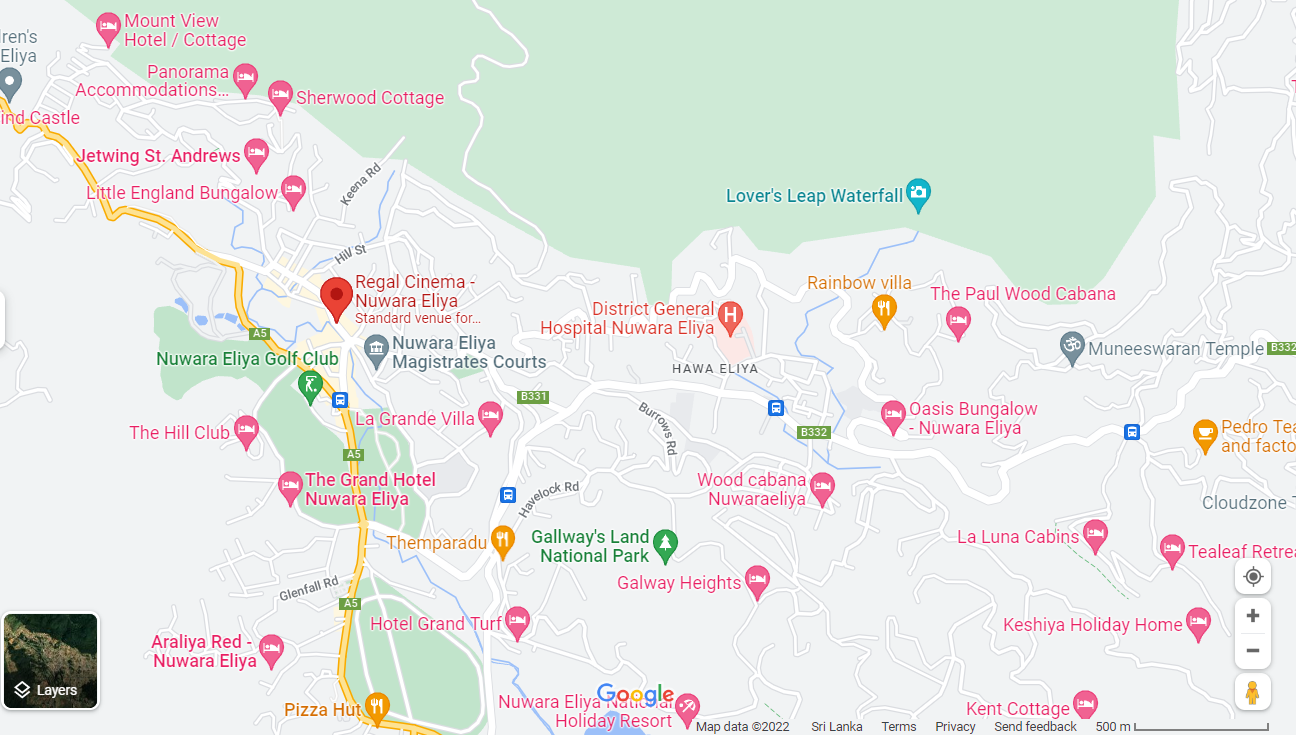 Mount View
Hotel / Cottage
lren's
Eliya
Panorama
Accommodations...
Sherwood Cottage
ind Castle
Jetwing St. Andrews
Little England Bungalow
Keena Rd
Lover's Leap Waterfall
Hill St
Regal Cinema -
Nuwara Eliya
Standard venue for...
Rainbow villa
The Paul Wood Cabana
District General
Hospital Nuwara Eliya
A5
Nuwara Eliya
Magistrates Courts
Nuwara Eliya Golf Club
HAWA ELIYA
Muneeswaran Temple
B332
B331
Burrows Rd
La Grande Villa
The Hill Club
Oasis Bungalow
- Nuwara Eliya
B332
Pedro Tea
and facto
A5
The Grand Hotel
Nuwara Eliya
Havelock Rd
Wood cabana
Nuwaraeliya
Cloudzone T
Themparadu
Gallway's Land
National Park
La Luna Cabins
Tealeaf Retrea
Galway Heights
Glenfall Rd
A5
Hotel Grand Turf
Keshiya Holiday Home
Araliya Red -
Nuwara Eliya
Layers
Pizza Hut
Google
Nuwara Eliya National
Holiday Resort
Kent Cottage
Map data ©2022 Sri Lanka Terms Privacy Send feedback 500 m